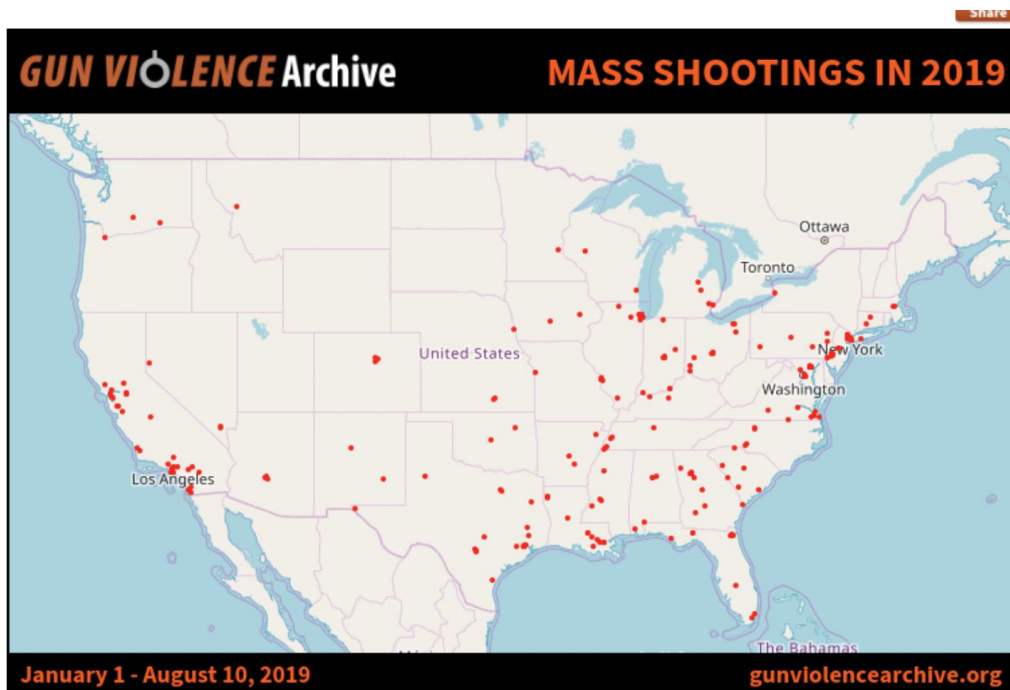 Share
GUN VIOLENCE Archive
MASS SHOOTINGS IN 2019
Ottawa
Toronto
United States
New York
Washington
Los Angeles
The Bahamas
January 1 - August 10, 2019
gunviolencearchive.org